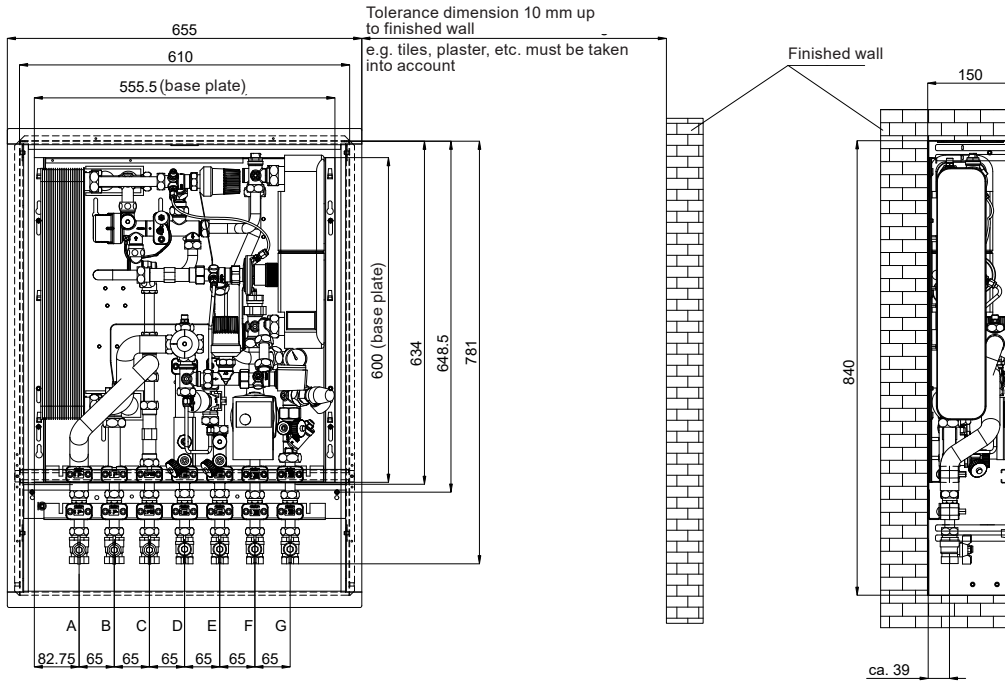 Tolerance dimension 10 mm up
to finished wall
e.g. tiles, plaster, etc. must be taken
into account
655
610
555.5 (base plate)
Finished wall
150
600 (base plate)
634
648.5
781
840
A B C D E F G
82.75 65 65 65 65 65 65
ca. 39